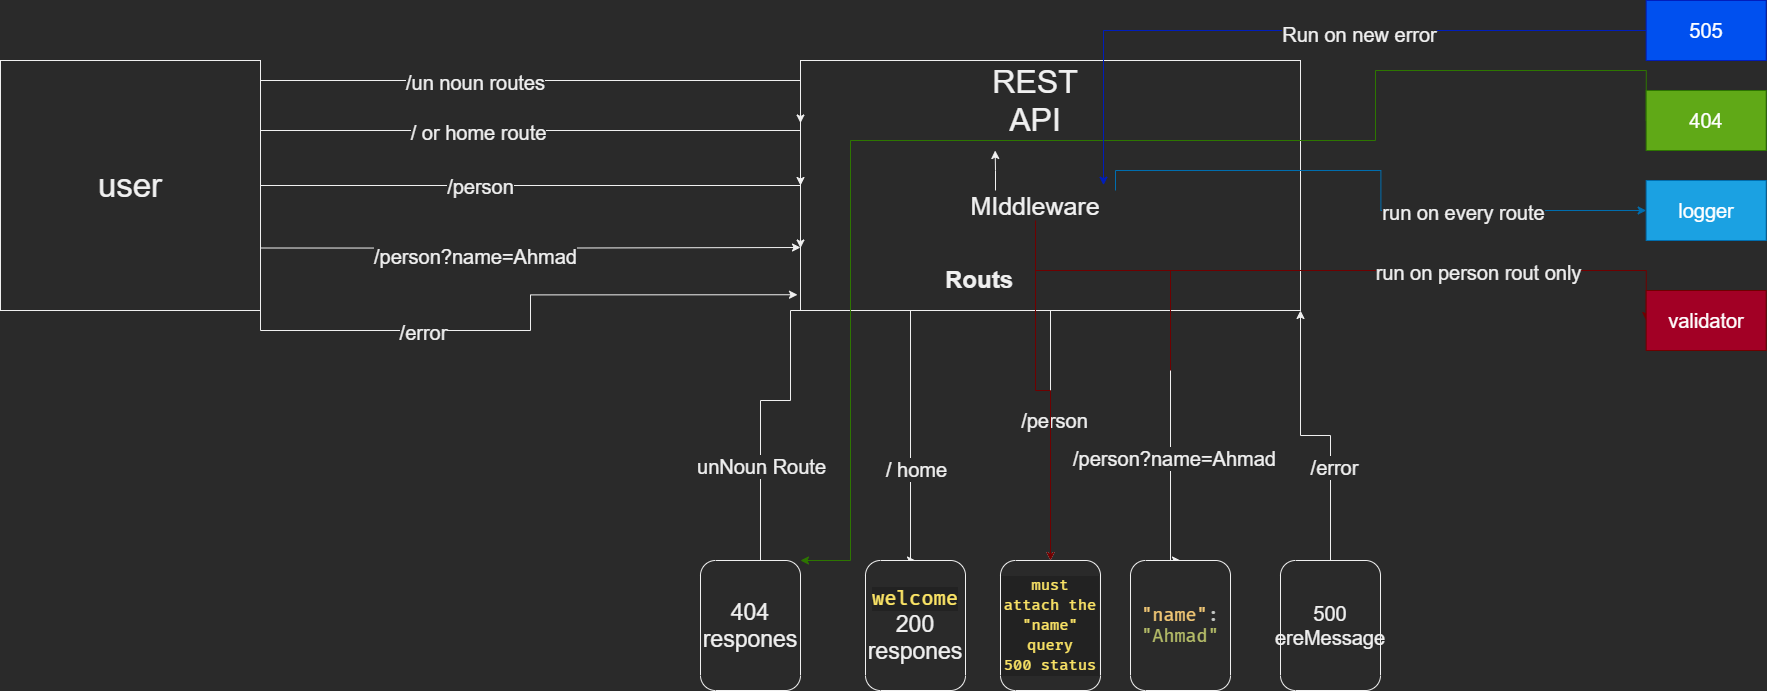 505
Run on new error
REST
API
/un noun routes
404
/ or home route
user
/person
MIddleware
run on every route
logger
/person?name=Ahmad
Routs
run on person rout only
/error
validator
/person
unNoun Route
/ home
/person?name=Ahmad
/error
404
respones
welcome
200
respones
must
attach the
"name"
query
500 status
"name":
"Ahmad"
500
ereMessage